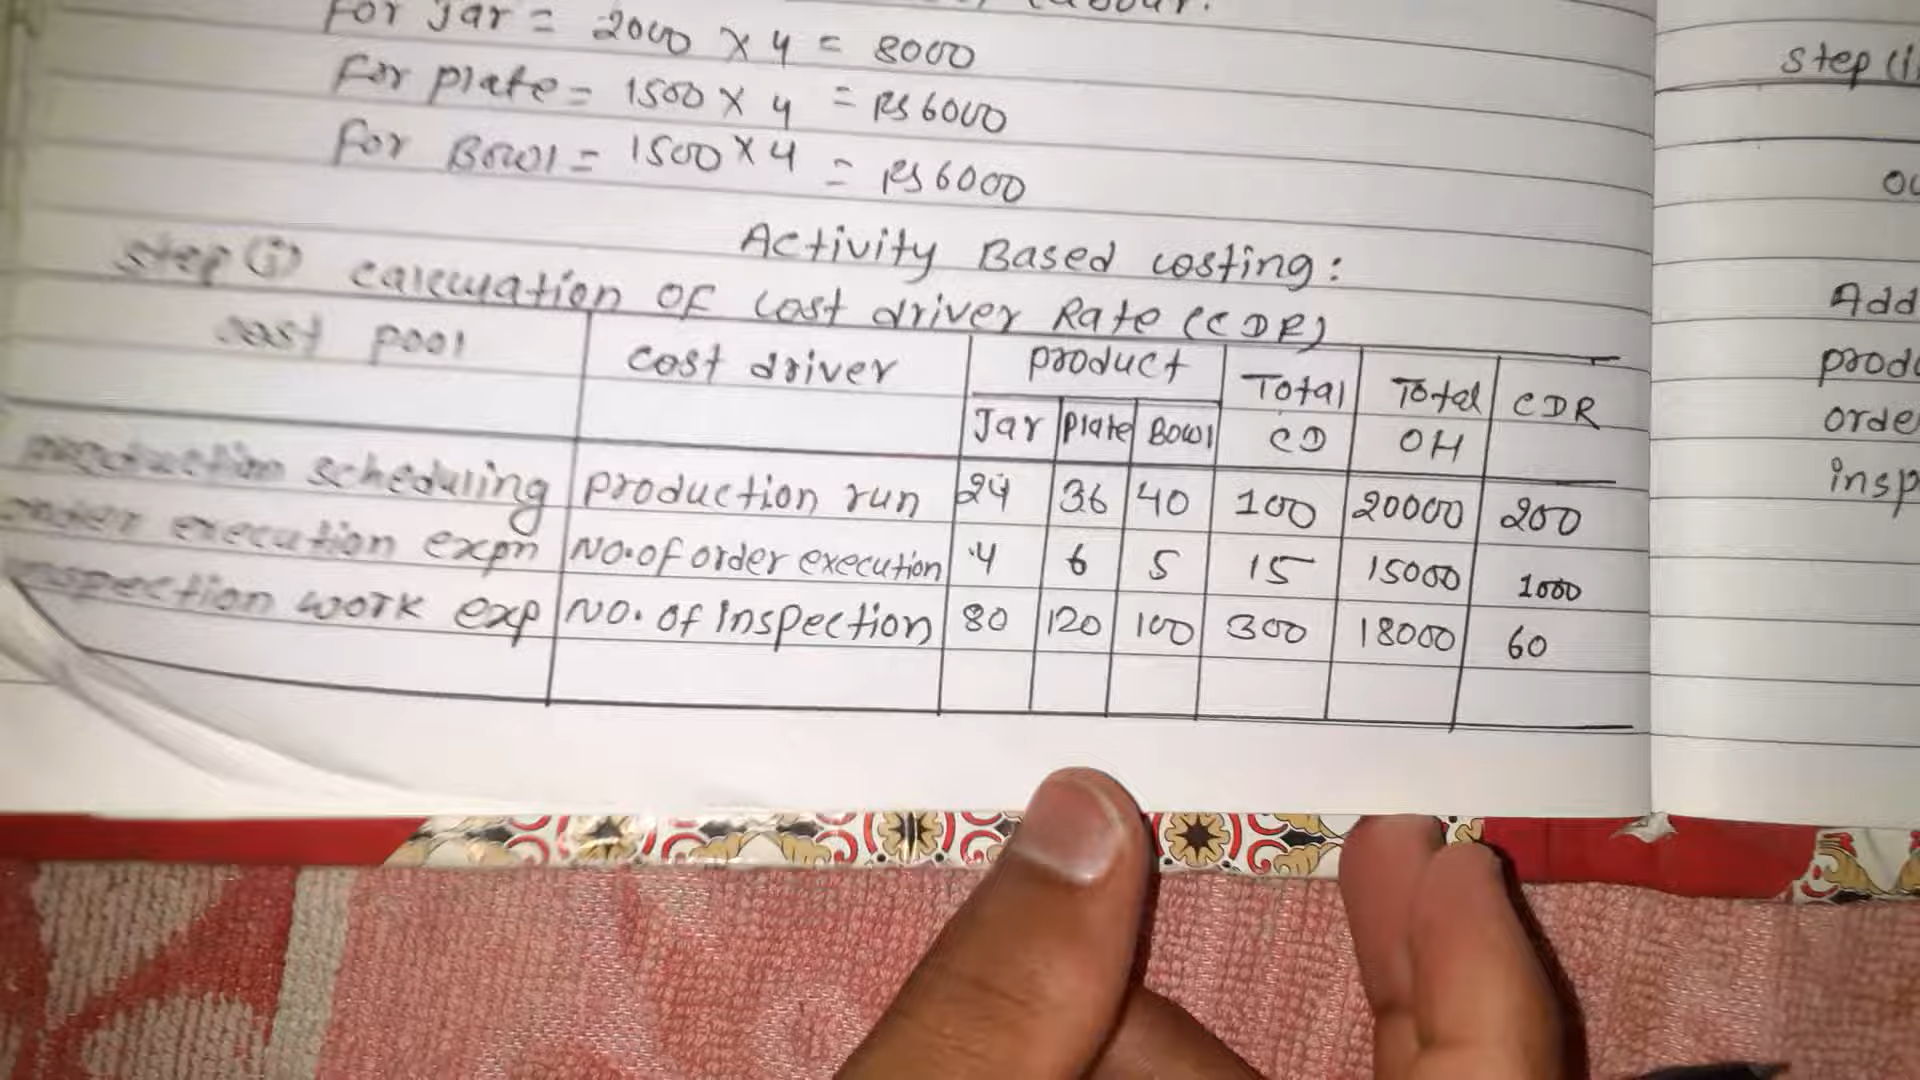 labour.
For Jar = 2000 × 4 = 8000
For plate = 1500 × 4 = Rs 6000
For Bowl = 1500 × 4 = Rs 6000
Activity Based costing:
step (i) calculation of cost driver Rate (CDR)
cost pool | cost driver | product | Total CD | Total OH | CDR
Jar | plate | Bowl
production scheduling | production run | 24 | 36 | 40 | 100 | 20000 | 200
order execution expn | No. of order execution | 4 | 6 | 5 | 15 | 15000 | 1000
inspection work exp | No. of inspection | 80 | 120 | 100 | 300 | 18000 | 60
step (i
Add
produ
orde
insp